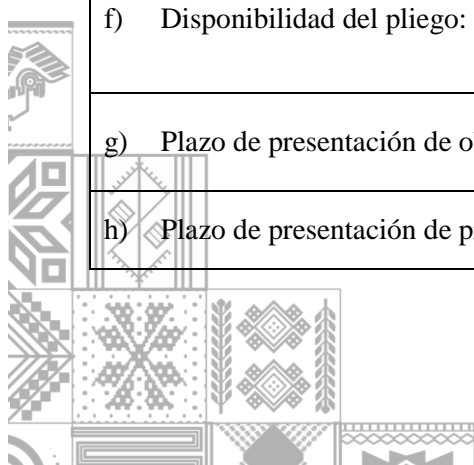 f) Disponibilidad del pliego:
g) Plazo de presentación de
h) Plazo de presentación de